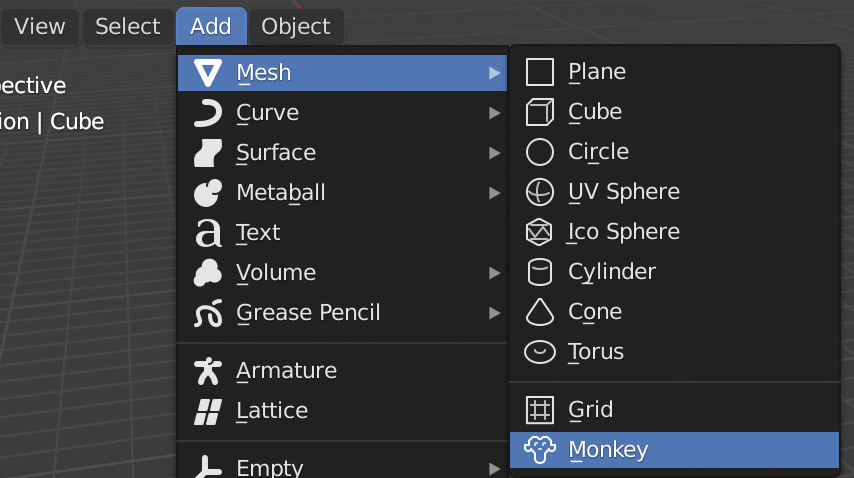 View Select Add Object
pective
ion | Cube
Mesh
Curve
Surface
Metaball
Text
Volume
Grease Pencil
Armature
Lattice
Empty
Plane
Cube
Circle
UV Sphere
Ico Sphere
Cylinder
Cone
Torus
Grid
Monkey